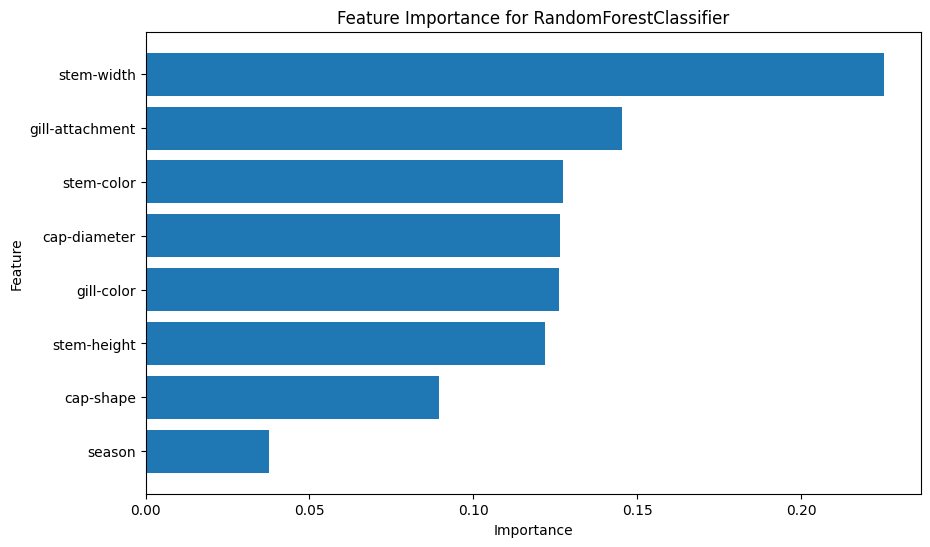 Feature Importance for RandomForestClassifier
stem-width
gill-attachment
stem-color
cap-diameter
gill-color
stem-height
cap-shape
season
Feature
0.00 0.05 0.10 0.15 0.20
Importance